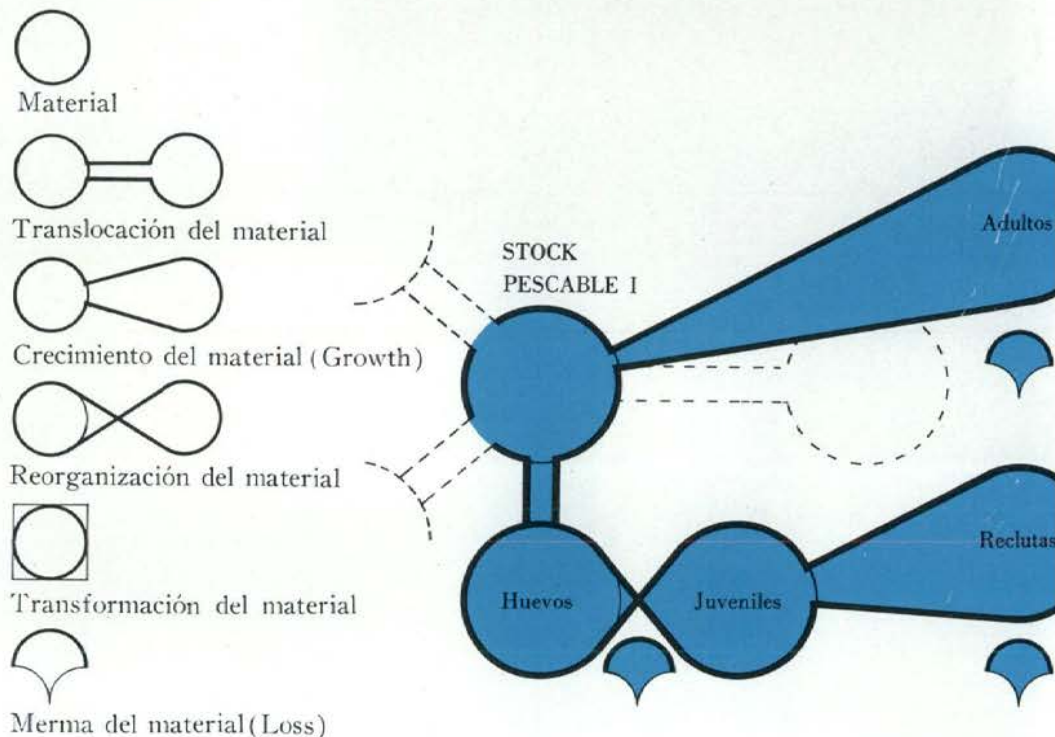 Material
Translocación del material
Crecimiento del material (Growth)
Reorganización del material
Transformación del material
Merma del material (Loss)
STOCK
PESCABLE I
Adultos
Huevos
Juveniles
Reclutas